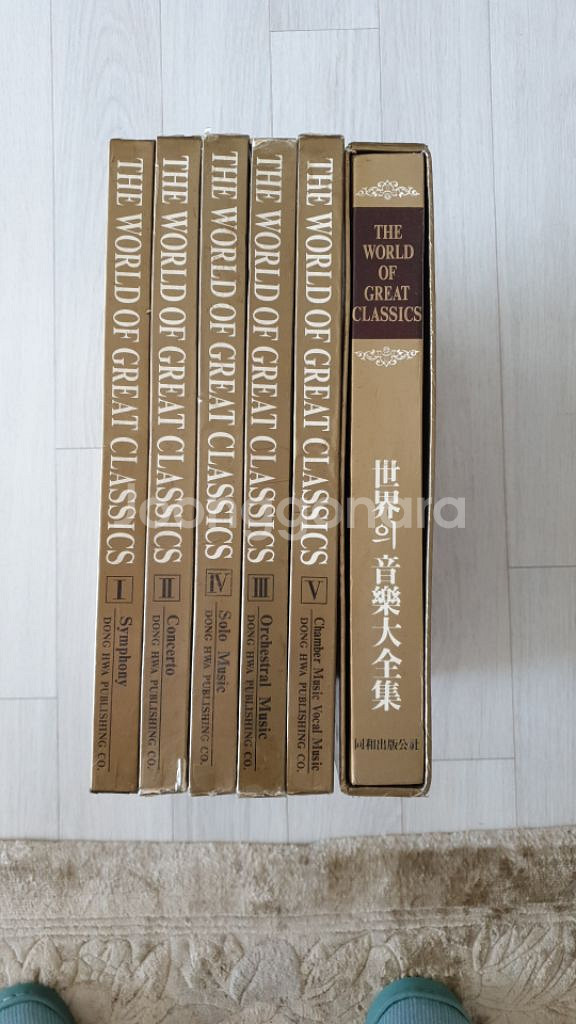 THE WORLD OF GREAT CLASSICS I Symphony
DONG HWA PUBLISHING CO.
THE WORLD OF GREAT CLASSICS II Concerto
DONG HWA PUBLISHING CO.
THE WORLD OF GREAT CLASSICS IV Solo Music
DONG HWA PUBLISHING CO.
THE WORLD OF GREAT CLASSICS III Orchestral Music
DONG HWA PUBLISHING CO.
THE WORLD OF GREAT CLASSICS V Chamber Music Vocal Music
DONG HWA PUBLISHING CO.
THE
WORLD
OF
GREAT
CLASSICS
世界의 音樂大全集
同和出版公社
joonggonara